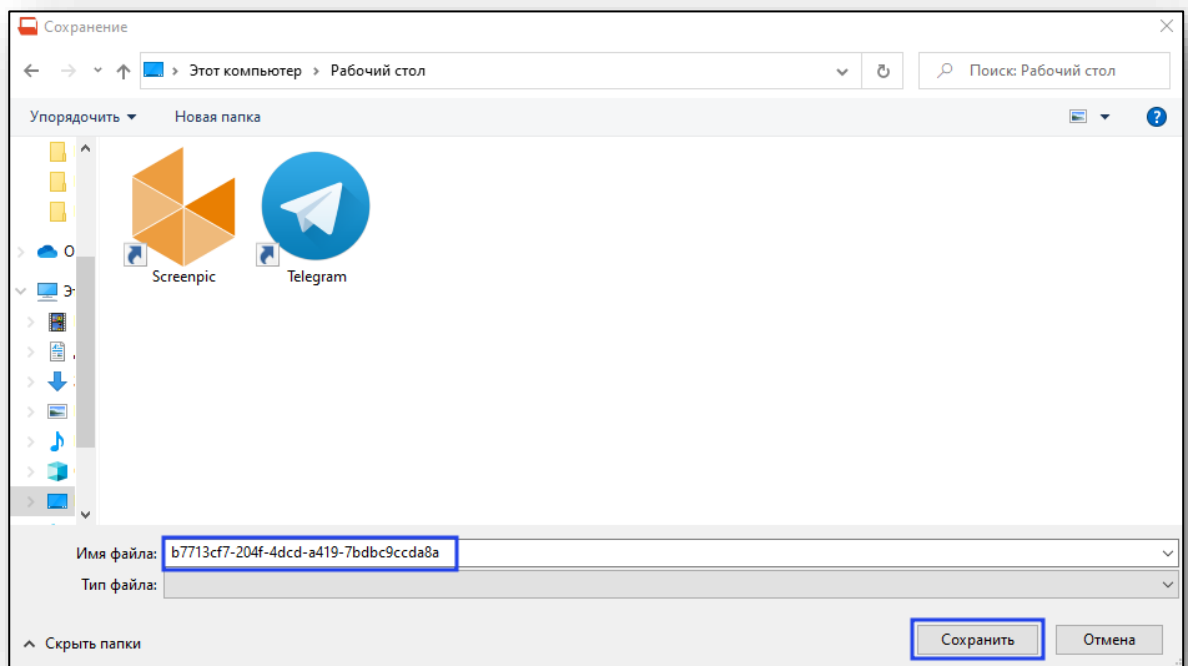 Сохранение
Этот компьютер › Рабочий стол
Поиск: Рабочий стол
Упорядочить Новая папка
Screenpic Telegram
О
Имя файла: b7713cf7-204f-4dcd-a419-7bdbc9ccda8a
Тип файла:
Скрыть папки
Сохранить Отмена